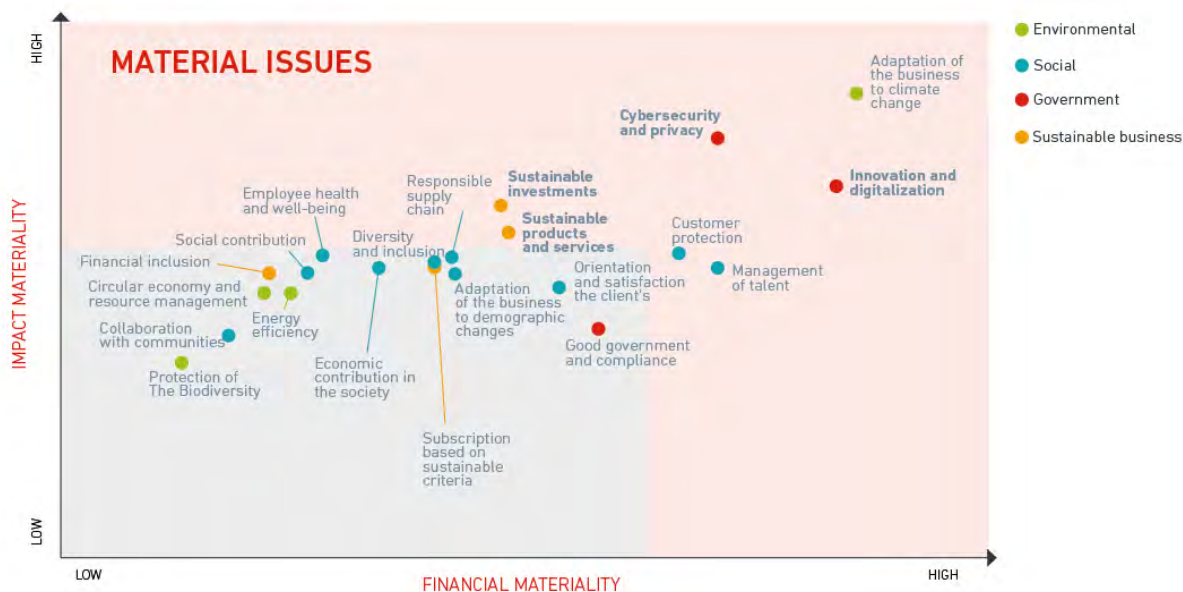 MATERIAL ISSUES
HIGH
IMPACT MATERIALITY
LOW
LOW
FINANCIAL MATERIALITY
HIGH
Environmental
Social
Government
Sustainable business
Adaptation of
the business
to climate
change
Cybersecurity
and privacy
Innovation and
digitalization
Sustainable
investments
Sustainable
products
and services
Responsible
supply
chain
Employee health
and well-being
Diversity
and inclusion
Social contribution
Financial inclusion
Circular economy and
resource management
Energy
efficiency
Collaboration
with communities
Protection of
The Biodiversity
Economic
contribution in
the society
Subscription
based on
sustainable
criteria
Adaptation
of the business
to demographic
changes
Orientation
and satisfaction
the client's
Good government
and compliance
Customer
protection
Management
of talent